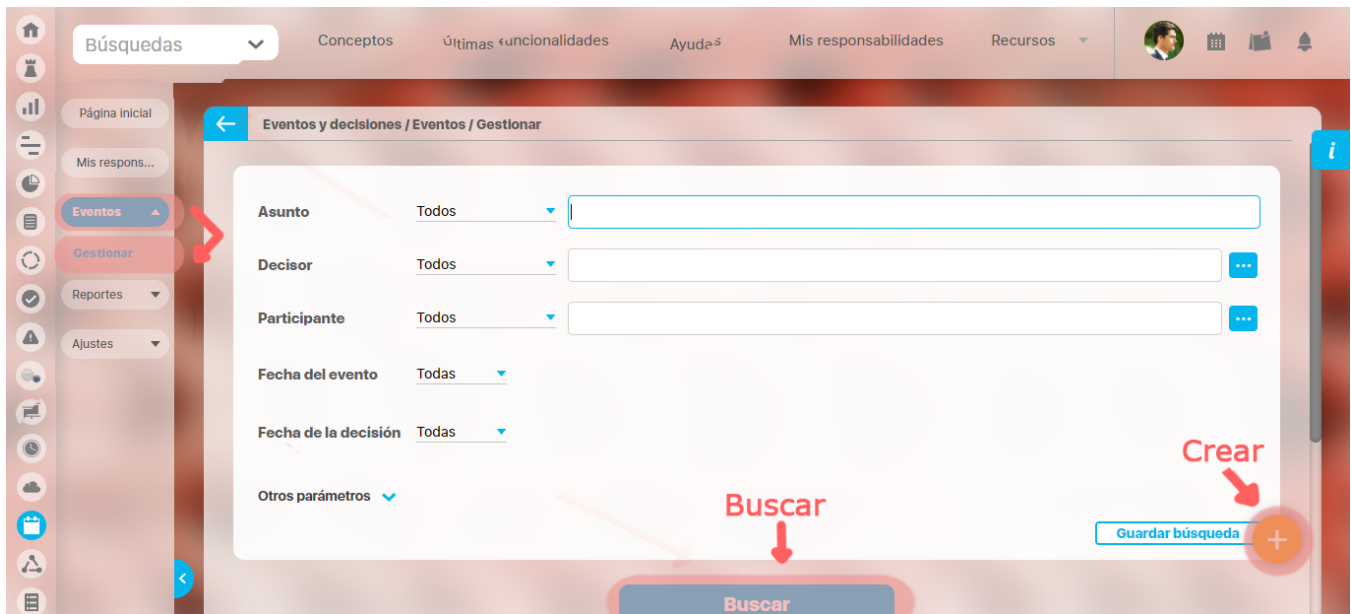 Búsquedas
Conceptos
Últimas funcionalidades
Ayudas
Mis responsabilidades
Recursos
Página inicial
Mis respons...
Eventos
Gestionar
Reportes
Ajustes
Eventos y decisiones / Eventos / Gestionar
i
Asunto Todos
Decisor Todos ...
Participante Todos ...
Fecha del evento Todas
Fecha de la decisión Todas
Otros parámetros
Crear
Buscar
Guardar búsqueda +
Buscar